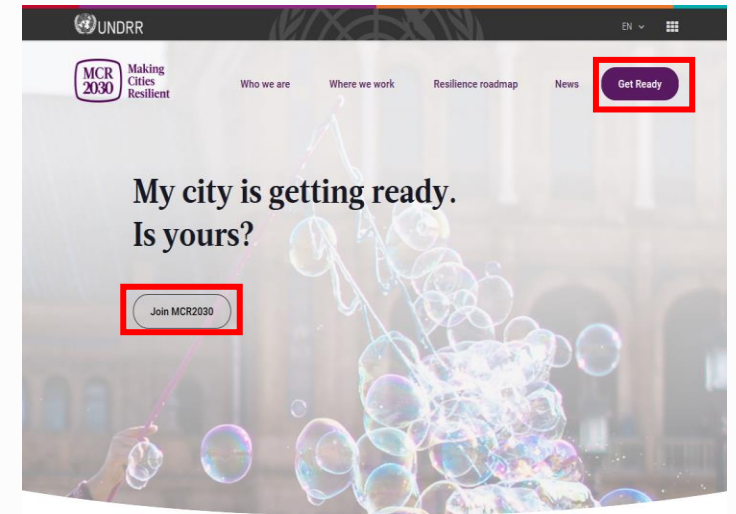 UNDRR
EN
MCR
2030
Making
Cities
Resilient
Who we are
Where we work
Resilience roadmap
News
Get Ready
My city is getting ready.
Is yours?
Join MCR2030